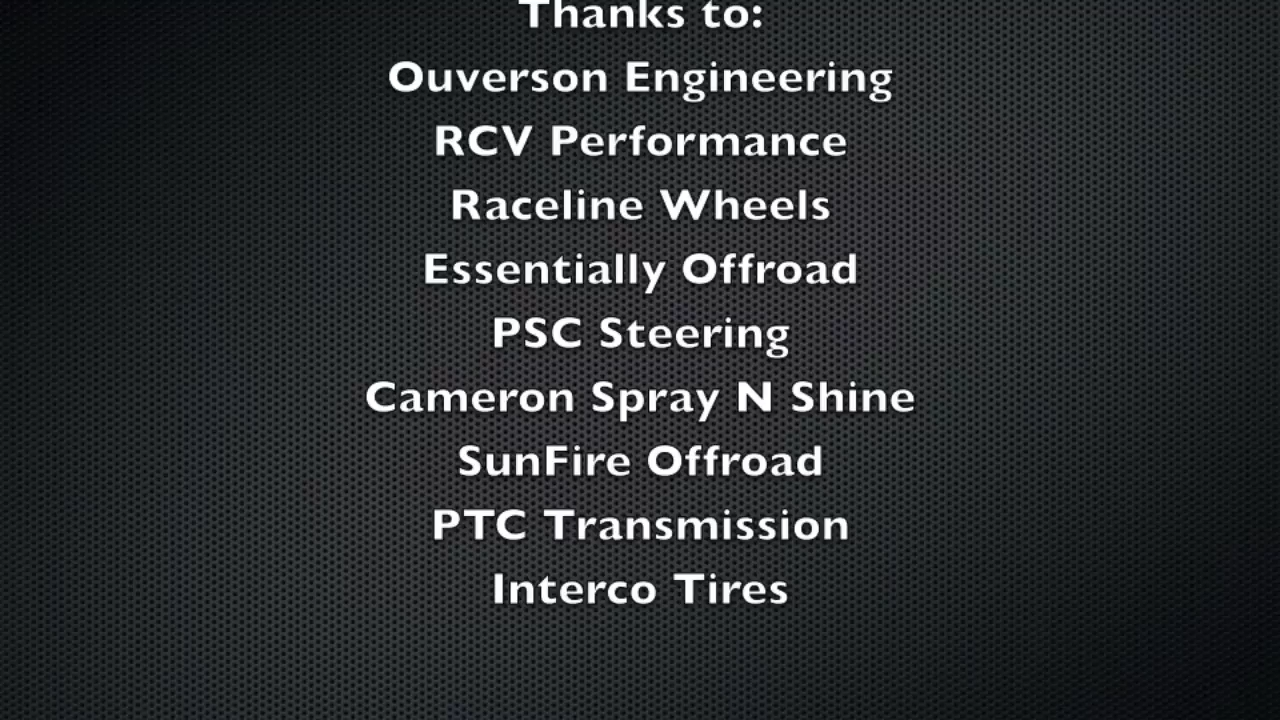 Thanks to:
Ouverson Engineering
RCV Performance
Raceline Wheels
Essentially Offroad
PSC Steering
Cameron Spray N Shine
SunFire Offroad
PTC Transmission
Interco Tires